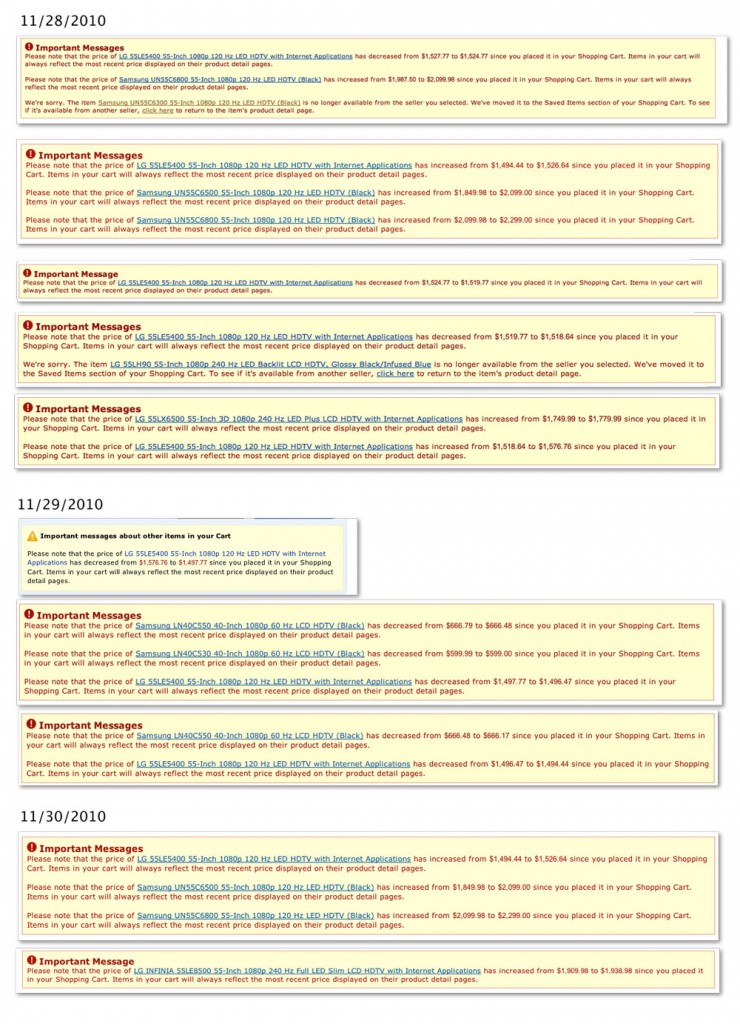 11/28/2010
Important Messages
Please note that the price of LG 55LE5400 55-Inch 1080p 120 Hz LED HDTV with Internet Applications has decreased from $1,527.77 to $1,524.77 since you placed it in your Shopping Cart. Items in your cart will
always reflect the most recent price displayed on their product detail pages.
Please note that the price of Samsung UN55C6800 55-Inch 1080p 120 Hz LED HDTV (Black) has increased from $1,987.50 to $2,099.98 since you placed it in your Shopping Cart. Items in your cart will always
reflect the most recent price displayed on their product detail pages.
We're sorry. The item Samsung UN55C6300 55-Inch 1080p 120 Hz LED HDTV (Black) is no longer available from the seller you selected. We've moved it to the Saved Items section of your Shopping Cart. To see
if it's available from another seller, click here to return to the item's product detail page.
Important Messages
Please note that the price of LG 55LE5400 55-Inch 1080p 120 Hz LED HDTV with Internet Applications has increased from $1,494.44 to $1,526.64 since you placed it in your Shopping
Cart. Items in your cart will always reflect the most recent price displayed on their product detail pages.
Please note that the price of Samsung UN55C6500 55-Inch 1080p 120 Hz LED HDTV (Black) has increased from $1,849.98 to $2,099.00 since you placed it in your Shopping Cart.
Items in your cart will always reflect the most recent price displayed on their product detail pages.
Please note that the price of Samsung UN55C6800 55-Inch 1080p 120 Hz LED HDTV (Black) has increased from $2,099.98 to $2,299.00 since you placed it in your Shopping Cart.
Items in your cart will always reflect the most recent price displayed on their product detail pages.
Important Message
Please note that the price of LG 55LE5400 55-Inch 1080p 120 Hz LED HDTV with Internet Applications has decreased from $1,524.77 to $1,519.77 since you placed it in your Shopping Cart. Items in your cart will
always reflect the most recent price displayed on their product detail pages.
Important Messages
Please note that the price of LG 55LE5400 55-Inch 1080p 120 Hz LED HDTV with Internet Applications has decreased from $1,519.77 to $1,518.64 since you placed it in your
Shopping Cart. Items in your cart will always reflect the most recent price displayed on their product detail pages.
We're sorry. The item LG 55LH90 55-Inch 1080p 240 Hz LED Backlit LCD HDTV, Glossy Black/Infused Blue is no longer available from the seller you selected. We've moved it to
the Saved Items section of your Shopping Cart. To see if it's available from another seller, click here to return to the item's product detail page.
Important Messages
Please note that the price of LG 55LX6500 55-Inch 3D 1080p 240 Hz LED Plus LCD HDTV with Internet Applications has increased from $1,749.99 to $1,779.99 since you placed it in
your Shopping Cart. Items in your cart will always reflect the most recent price displayed on their product detail pages.
Please note that the price of LG 55LE5400 55-Inch 1080p 120 Hz LED HDTV with Internet Applications has increased from $1,518.64 to $1,576.76 since you placed it in your
Shopping Cart. Items in your cart will always reflect the most recent price displayed on their product detail pages.
11/29/2010
Important messages about other items in your Cart
Please note that the price of LG 55LE5400 55-Inch 1080p 120 Hz LED HDTV with Internet
Applications has decreased from $1,576.76 to $1,497.77 since you placed it in your Shopping
Cart. Items in your cart will always reflect the most recent price displayed on their product
detail pages.
Important Messages
Please note that the price of Samsung LN40C550 40-Inch 1080p 60 Hz LCD HDTV (Black) has decreased from $666.79 to $666.48 since you placed it in your Shopping Cart. Items
in your cart will always reflect the most recent price displayed on their product detail pages.
Please note that the price of Samsung LN40C530 40-Inch 1080p 60 Hz LCD HDTV (Black) has decreased from $599.99 to $599.00 since you placed it in your Shopping Cart. Items
in your cart will always reflect the most recent price displayed on their product detail pages.
Please note that the price of LG 55LE5400 55-Inch 1080p 120 Hz LED HDTV with Internet Applications has decreased from $1,497.77 to $1,496.47 since you placed it in your
Shopping Cart. Items in your cart will always reflect the most recent price displayed on their product detail pages.
Important Messages
Please note that the price of Samsung LN40C550 40-Inch 1080p 60 Hz LCD HDTV (Black) has decreased from $666.48 to $666.17 since you placed it in your Shopping Cart. Items in
your cart will always reflect the most recent price displayed on their product detail pages.
Please note that the price of LG 55LE5400 55-Inch 1080p 120 Hz LED HDTV with Internet Applications has decreased from $1,496.47 to $1,494.44 since you placed it in your Shopping
Cart. Items in your cart will always reflect the most recent price displayed on their product detail pages.
11/30/2010
Important Messages
Please note that the price of LG 55LE5400 55-Inch 1080p 120 Hz LED HDTV with Internet Applications has increased from $1,494.44 to $1,526.64 since you placed it in your Shopping
Cart. Items in your cart will always reflect the most recent price displayed on their product detail pages.
Please note that the price of Samsung UN55C6500 55-Inch 1080p 120 Hz LED HDTV (Black) has increased from $1,849.98 to $2,099.00 since you placed it in your Shopping Cart.
Items in your cart will always reflect the most recent price displayed on their product detail pages.
Please note that the price of Samsung UN55C6800 55-Inch 1080p 120 Hz LED HDTV (Black) has increased from $2,099.98 to $2,299.00 since you placed it in your Shopping Cart.
Items in your cart will always reflect the most recent price displayed on their product detail pages.
Important Message
Please note that the price of LG INFINIA 55LE8500 55-Inch 1080p 240 Hz Full LED Slim LCD HDTV with Internet Applications has increased from $1,909.98 to $1,938.98 since you placed it
in your Shopping Cart. Items in your cart will always reflect the most recent price displayed on their product detail pages.